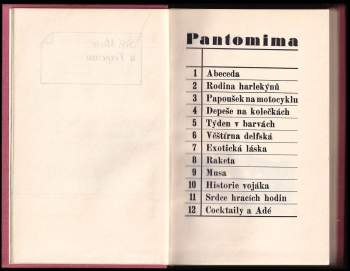 Pantomima
1 Abeceda
2 Rodina harlekýnů
3 Papoušek na motocyklu
4 Depeše na kolečkách
5 Týden v barvách
6 Věštírna delfská
7 Exotická láska
8 Raketa
9 Musa
10 Historie vojáka
11 Srdce hracích hodin
12 Cocktaily a Adé